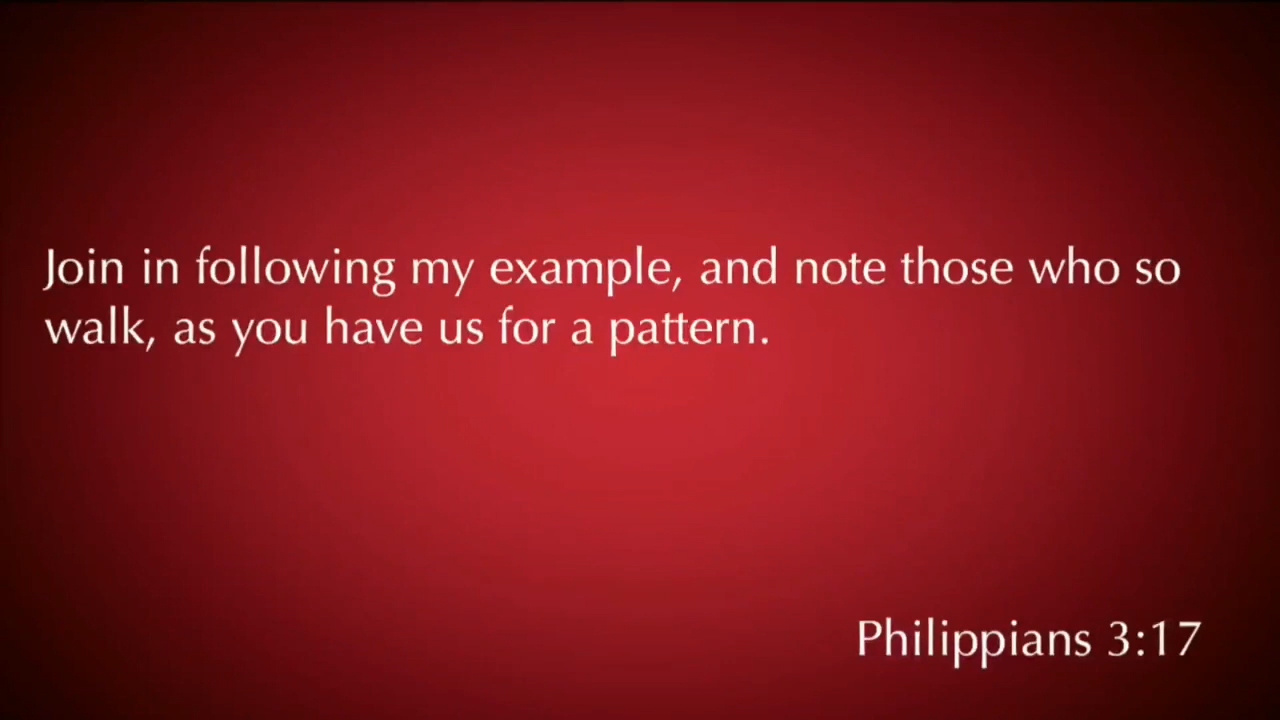 Join in following my example, and note those who so
walk, as you have us for a pattern.
Philippians 3:17